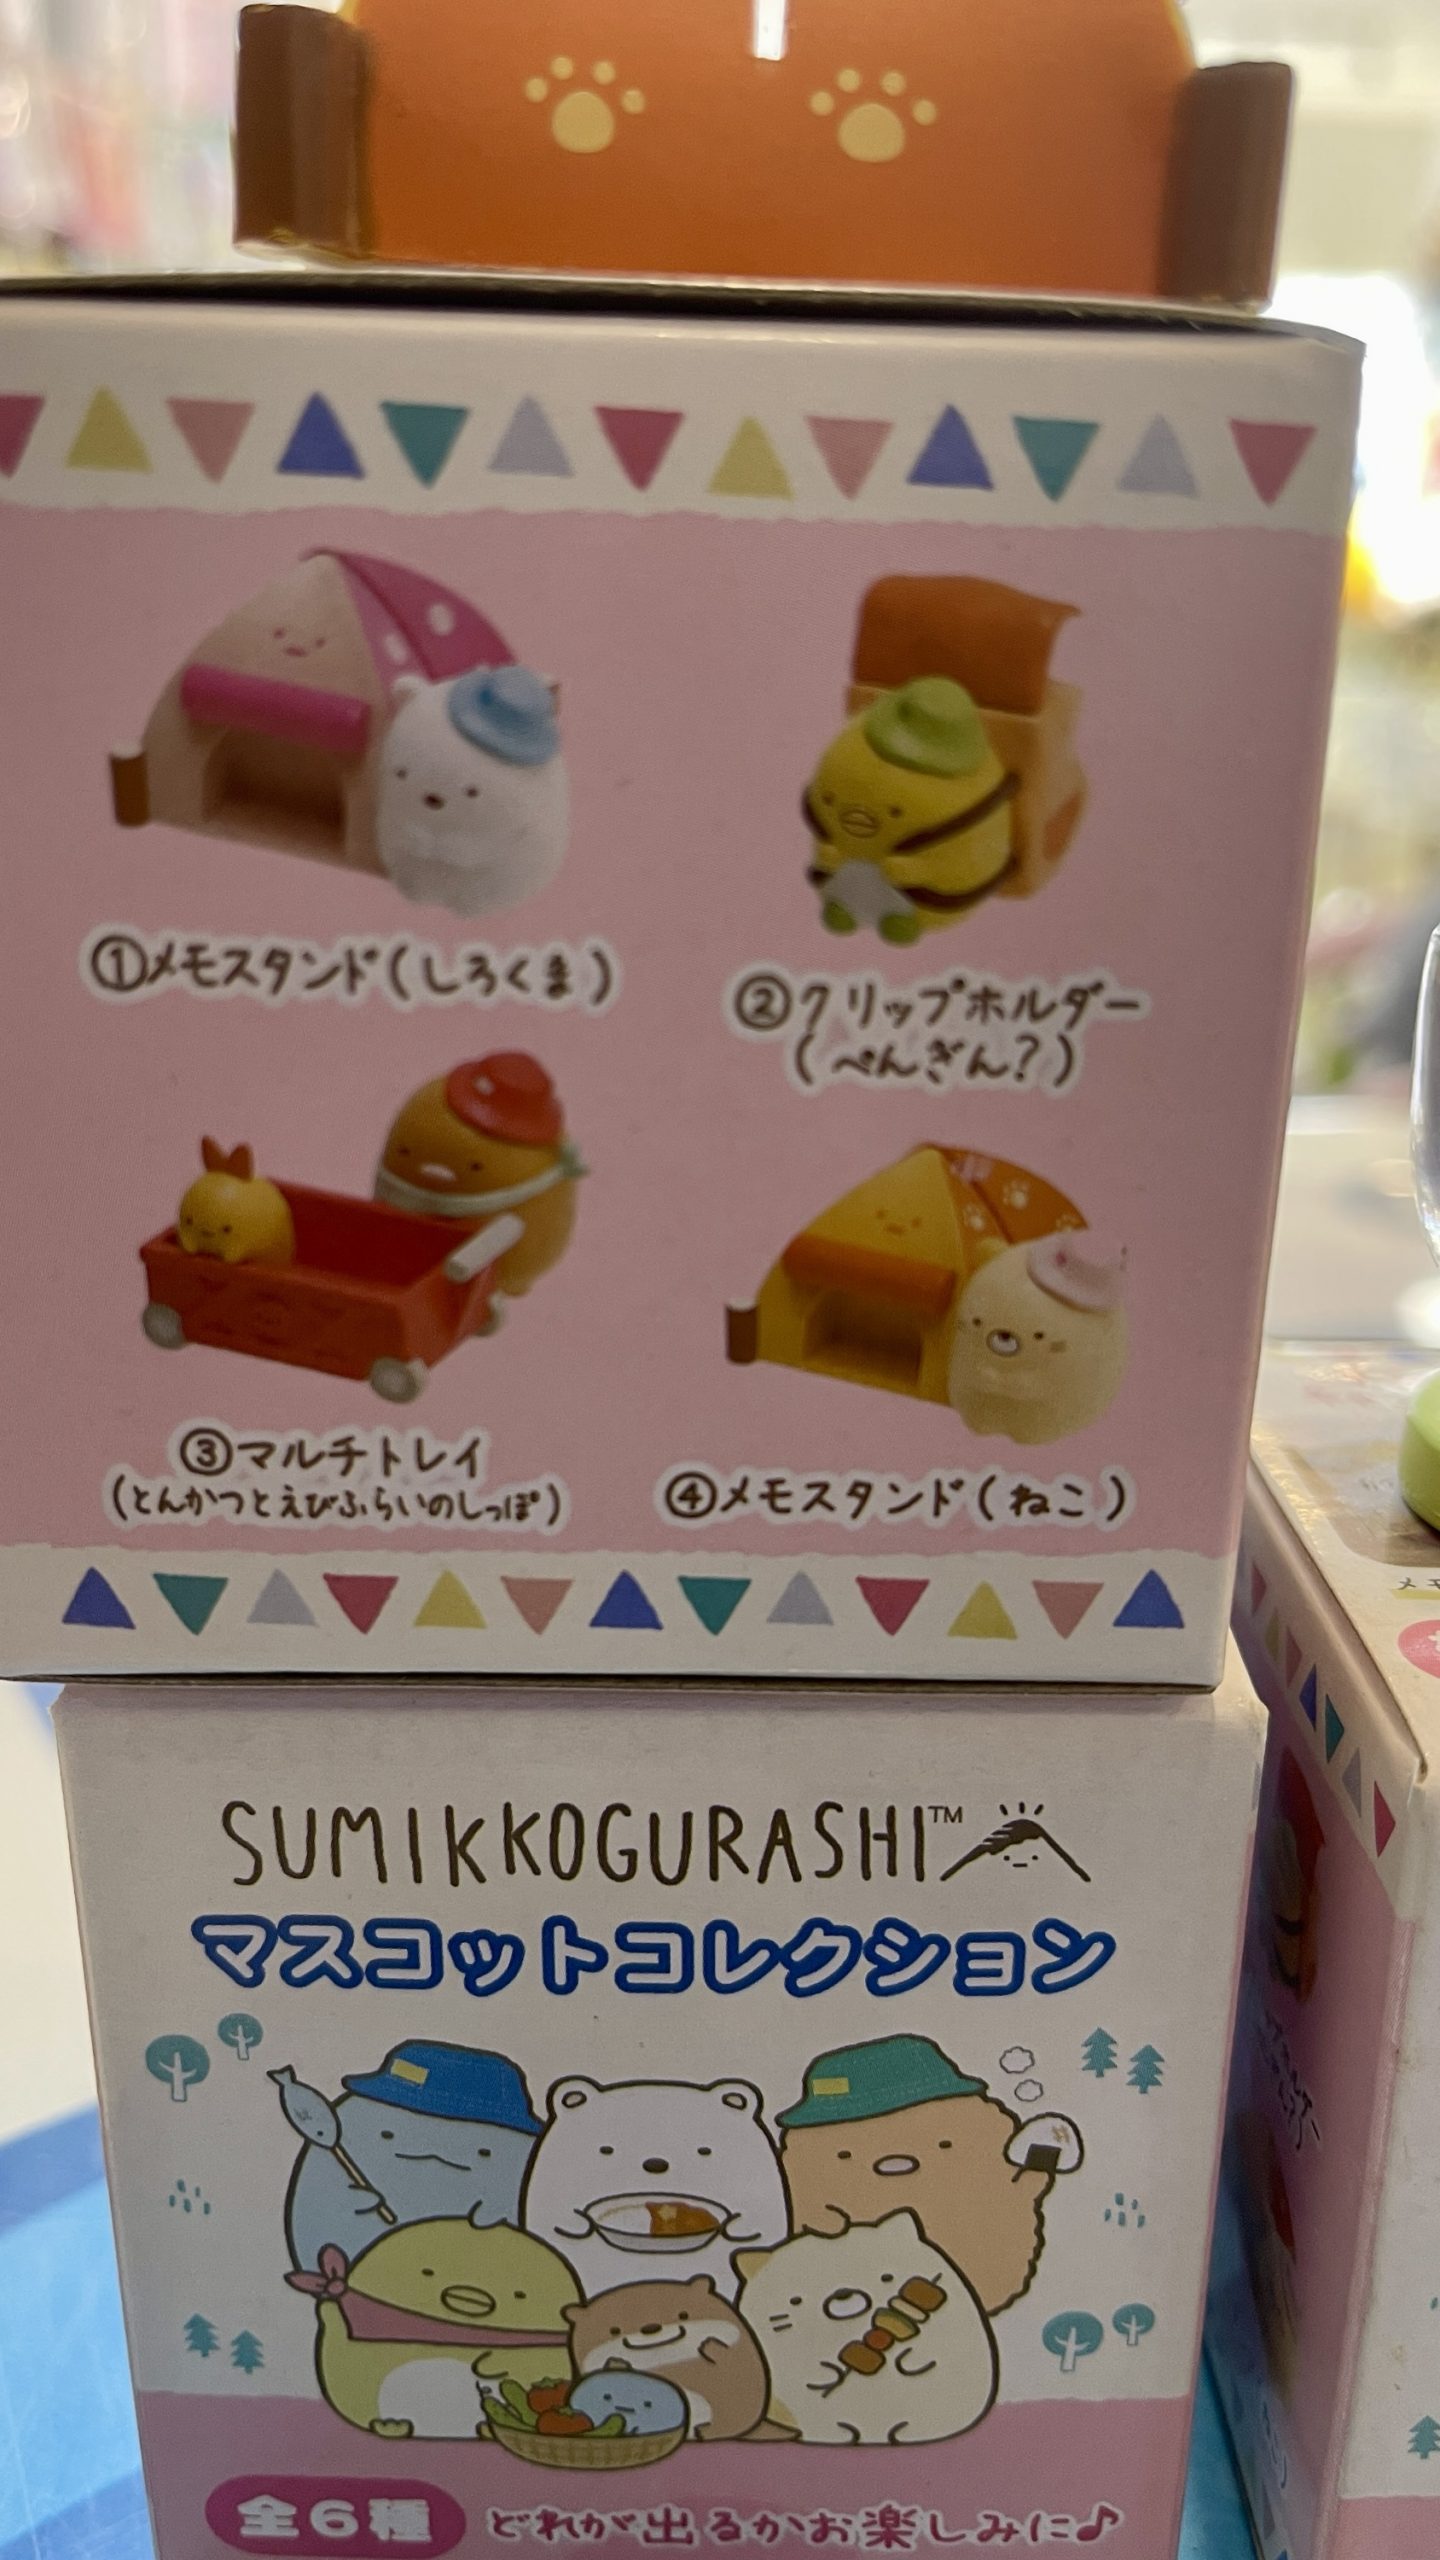 ①メモスタンド(しろくま)
②クリップホルダー
(ぺんぎん?)
③マルチトレイ
(とんかつとえびふらいのしっぽ)
④メモスタンド(ねこ)
SUMIKKOGURASHI™
マスコットコレクション
全6種
どれが出るかお楽しみに♪